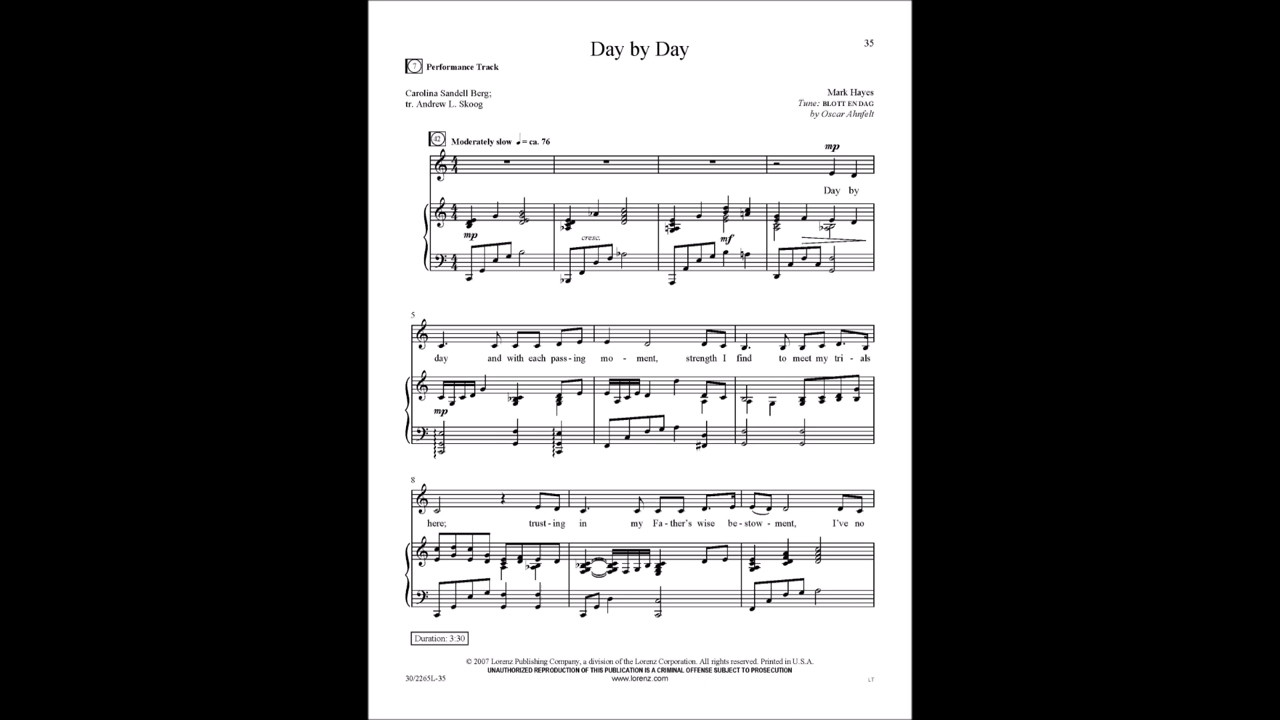 35
Day by Day
7 Performance Track
Carolina Sandell Berg;
tr. Andrew L. Skoog
Mark Hayes
Tune: BLOTT EN DAG
by Oscar Ahnfelt
42 Moderately slow ♩= ca. 76
mp
Day by
mp cresc. mf
5
day and with each pass - ing mo - ment, strength I find to meet my tri - als
mp
8
here; trust - ing in my Fa - ther's wise be - stow - ment, I've no
Duration: 3:30
© 2007 Lorenz Publishing Company, a division of the Lorenz Corporation. All rights reserved. Printed in U.S.A.
UNAUTHORIZED REPRODUCTION OF THIS PUBLICATION IS A CRIMINAL OFFENSE SUBJECT TO PROSECUTION
30/2265L-35 www.lorenz.com LT